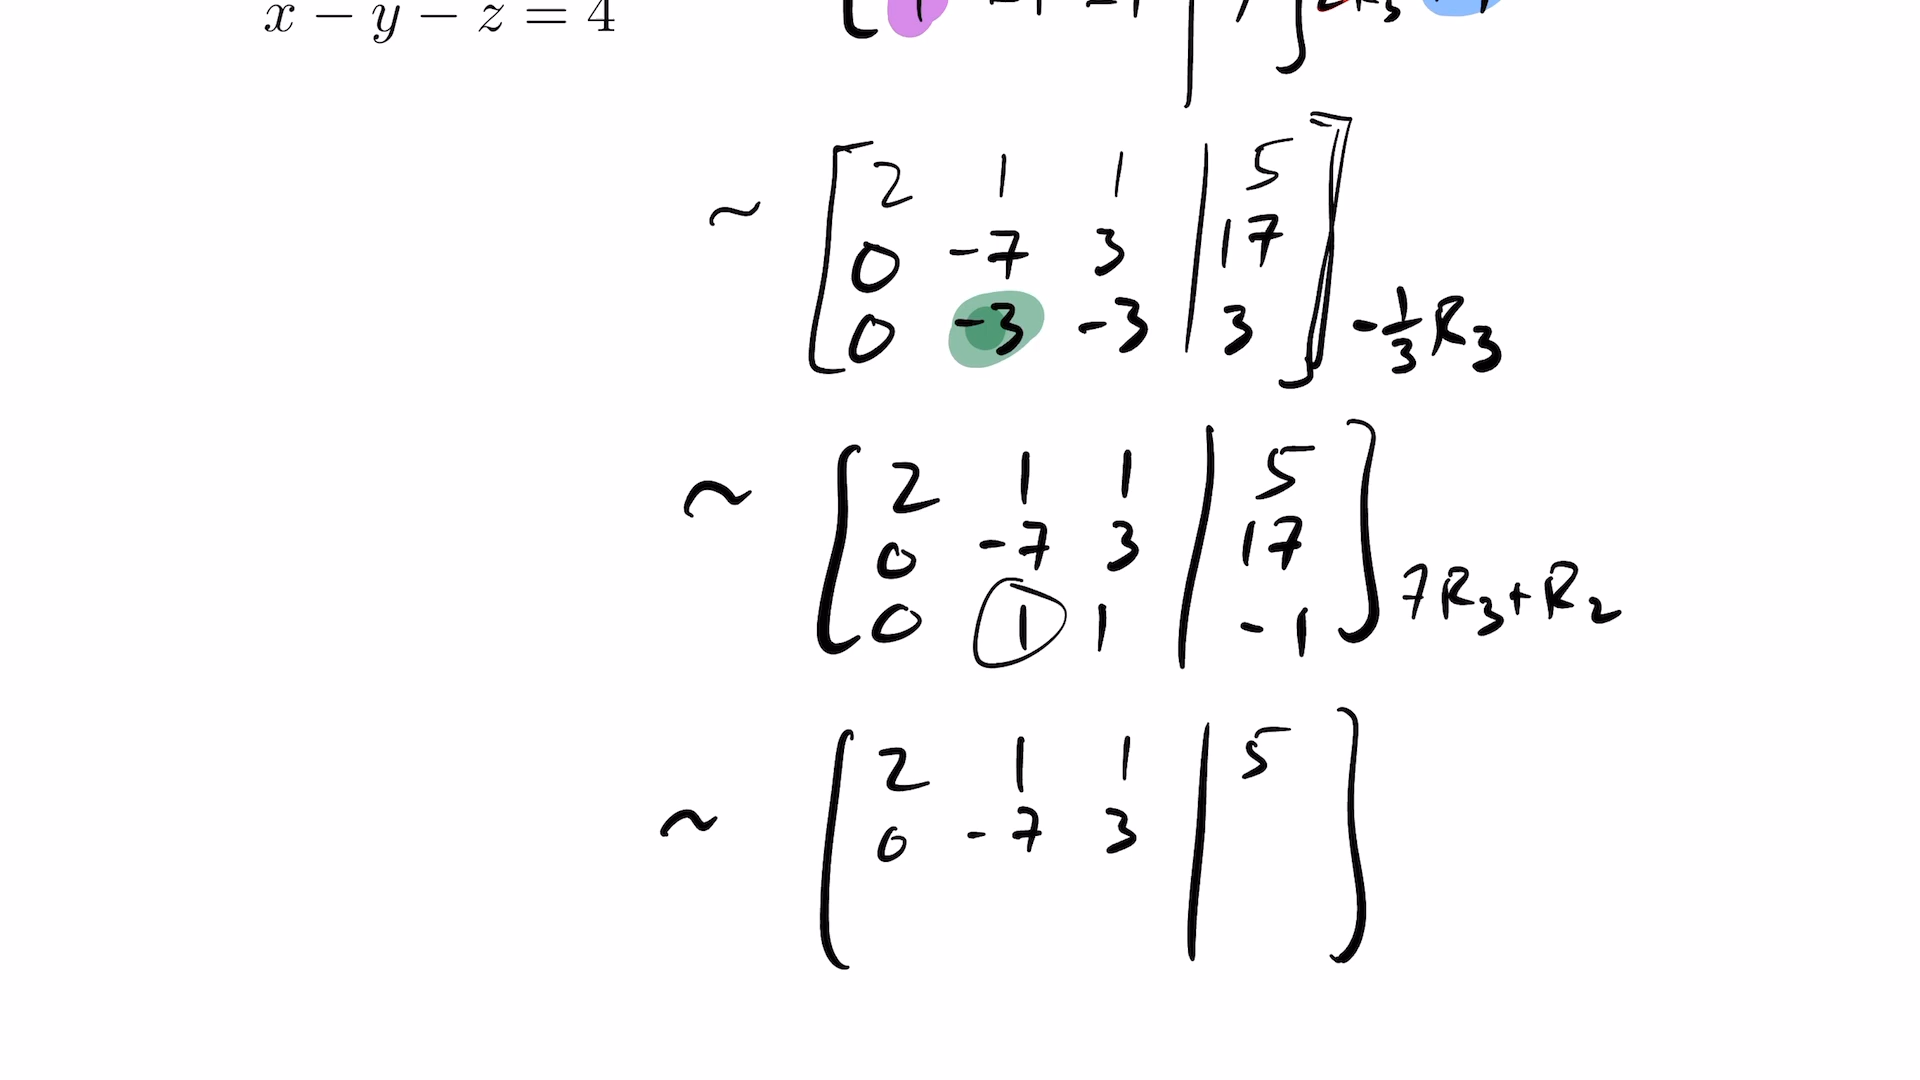 x − y − z = 4
~ [ 2 1 1 | 5 ]
0 -7 3 | 17
0 -3 -3 | 3 ] -1/3 R₃
~ [ 2 1 1 | 5 ]
0 -7 3 | 17
0 1 1 | -1 ] 7R₃+R₂
~ [ 2 1 1 | 5 ]
0 -7 3